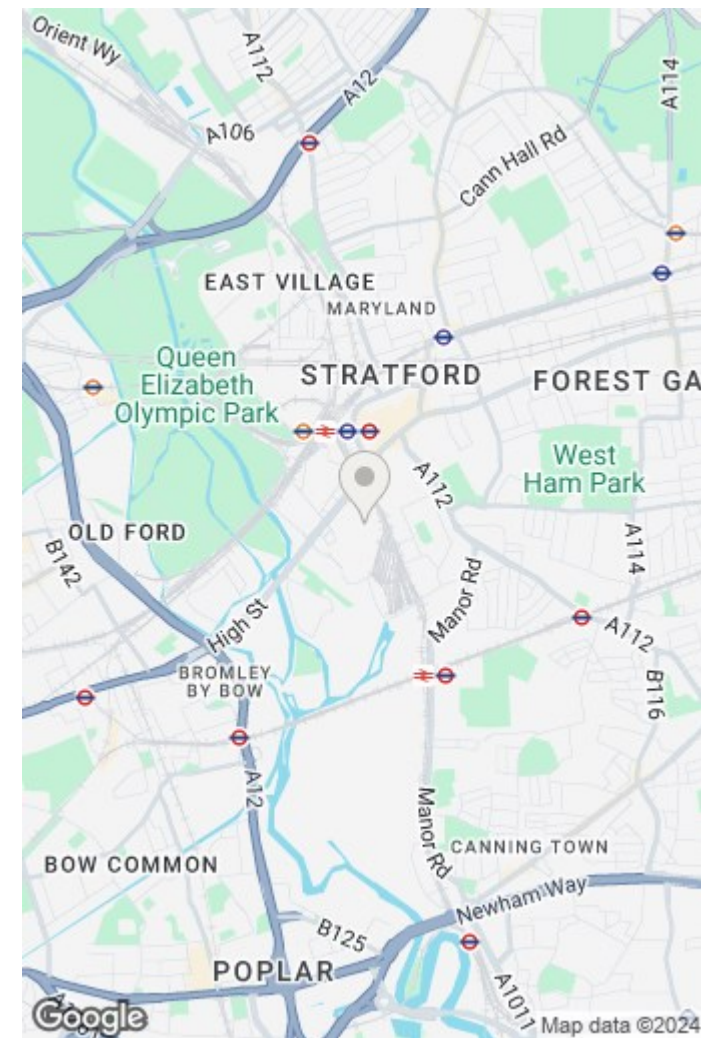 Orient Wy
A112
A12
A114
A106
Cann Hall Rd
EAST VILLAGE
MARYLAND
Queen
Elizabeth
Olympic Park
STRATFORD
FOREST GA
West
Ham Park
A112
OLD FORD
B142
A114
High St
Manor Rd
A112
BROMLEY
BY BOW
B116
A12
Manor Rd
CANNING TOWN
BOW COMMON
Newham Way
B125
POPLAR
A1011
Google
Map data ©2024